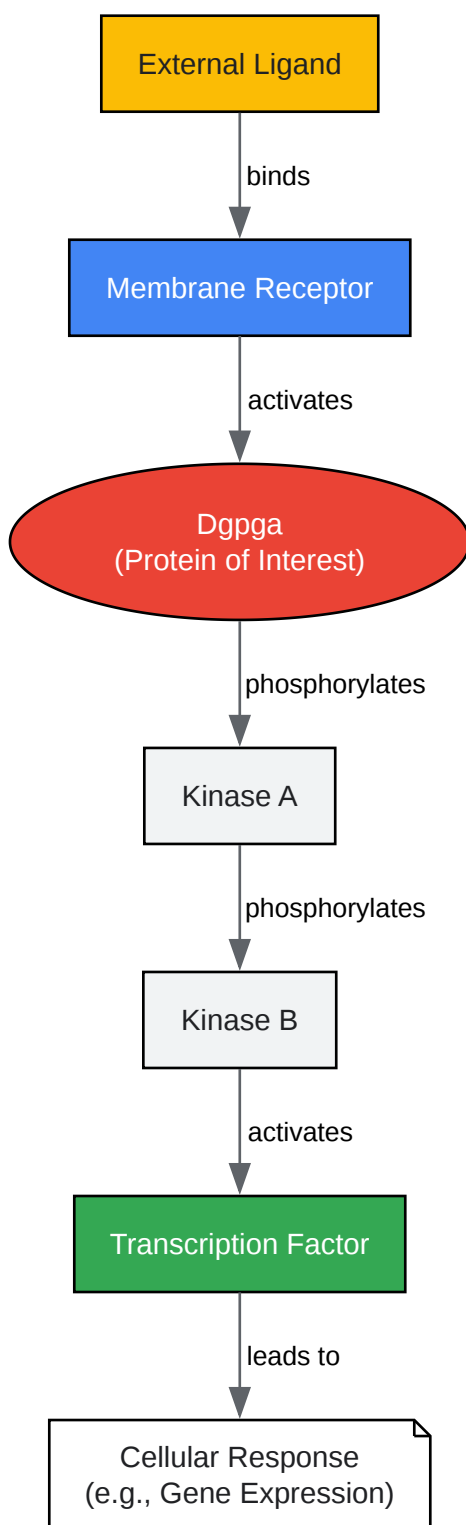 External Ligand
binds
Membrane Receptor
activates
Dgpga
(Protein of Interest)
phosphorylates
Kinase A
phosphorylates
Kinase B
activates
Transcription Factor
leads to
Cellular Response
(e.g., Gene Expression)